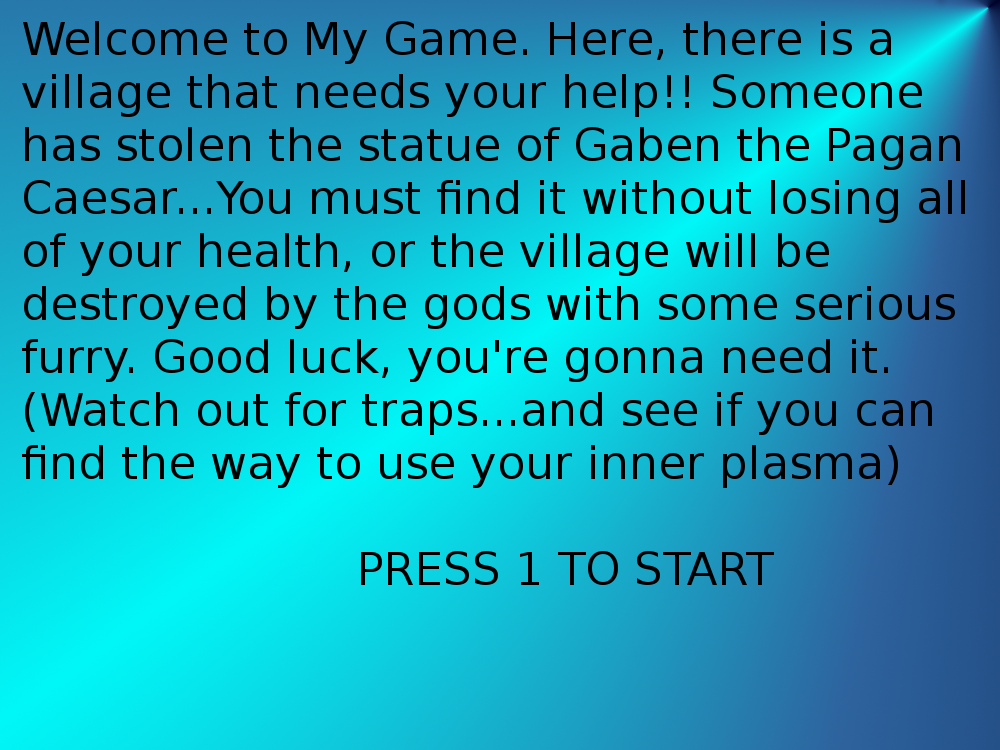 Welcome to My Game. Here, there is a
village that needs your help!! Someone
has stolen the statue of Gaben the Pagan
Caesar...You must find it without losing all
of your health, or the village will be
destroyed by the gods with some serious
furry. Good luck, you're gonna need it.
(Watch out for traps...and see if you can
find the way to use your inner plasma)
PRESS 1 TO START